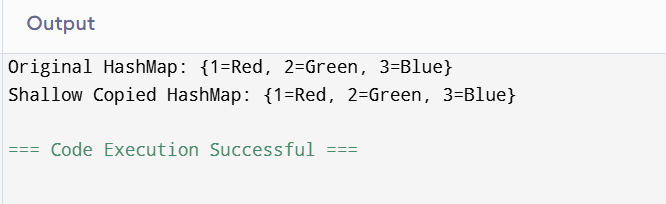 Output
Original HashMap: {1=Red, 2=Green, 3=Blue}
Shallow Copied HashMap: {1=Red, 2=Green, 3=Blue}
=== Code Execution Successful ===